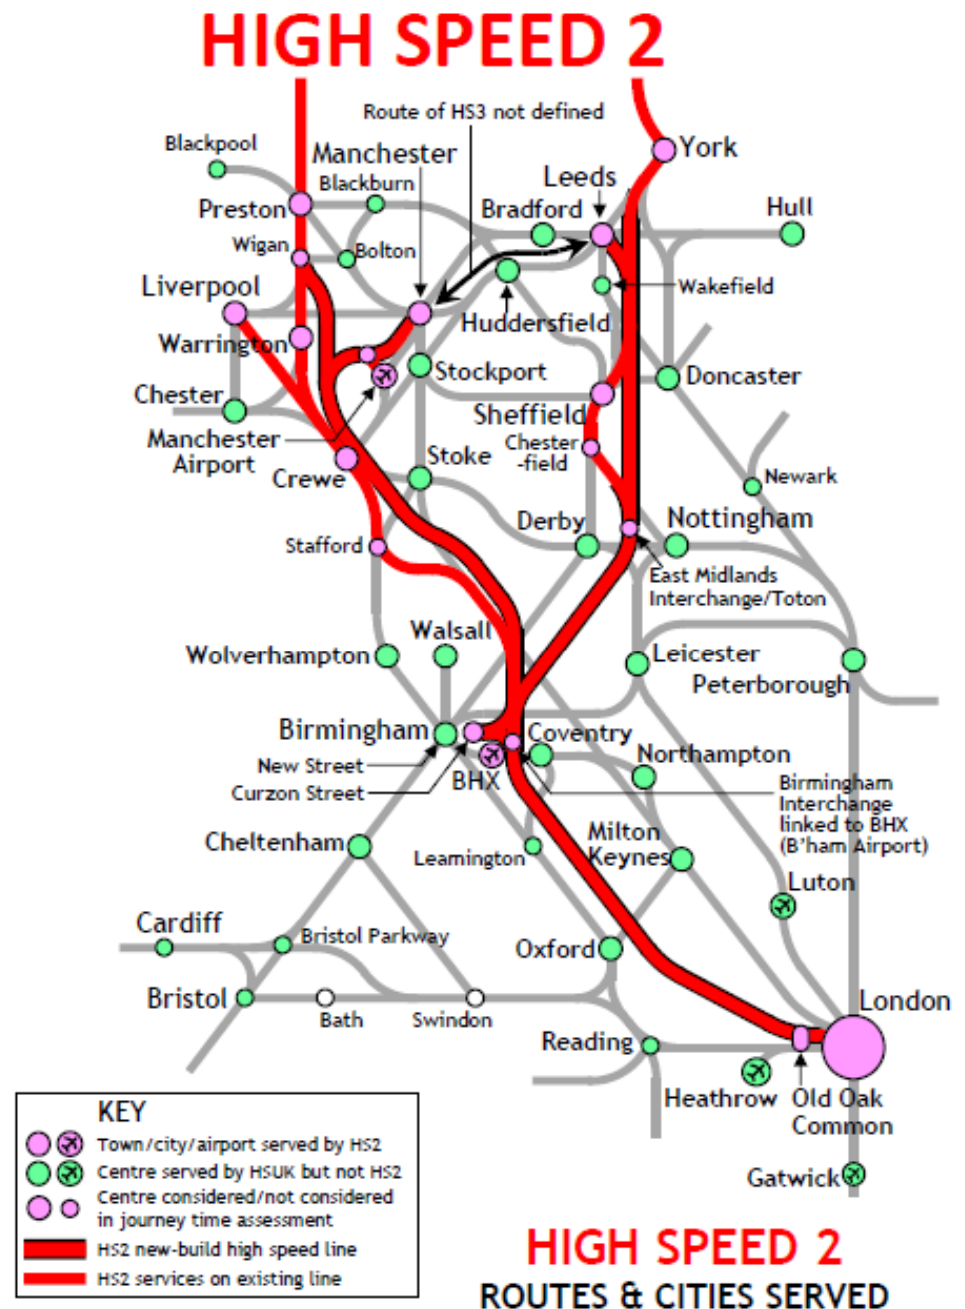 HIGH SPEED 2
Route of HS3 not defined
Blackpool
Manchester
York
Blackburn
Leeds
Preston
Bradford
Hull
Wigan
Bolton
Liverpool
Wakefield
Huddersfield
Warrington
Stockport
Doncaster
Chester
Sheffield
Manchester
Airport
Chester
-field
Crewe
Stoke
Newark
Derby
Nottingham
Stafford
East Midlands
Interchange/Toton
Walsall
Wolverhampton
Leicester
Peterborough
Birmingham
Coventry
New Street
Northampton
Curzon Street
BHX
Birmingham
Interchange
linked to BHX
(B'ham Airport)
Cheltenham
Leamington
Milton
Keynes
Luton
Cardiff
Bristol Parkway
Oxford
Bristol
London
Bath
Swindon
Reading
Heathrow
Old Oak
Common
Gatwick
KEY
Town/city/airport served by HS2
Centre served by HSUK but not HS2
Centre considered/not considered
in journey time assessment
HS2 new-build high speed line
HS2 services on existing line
HIGH SPEED 2
ROUTES & CITIES SERVED